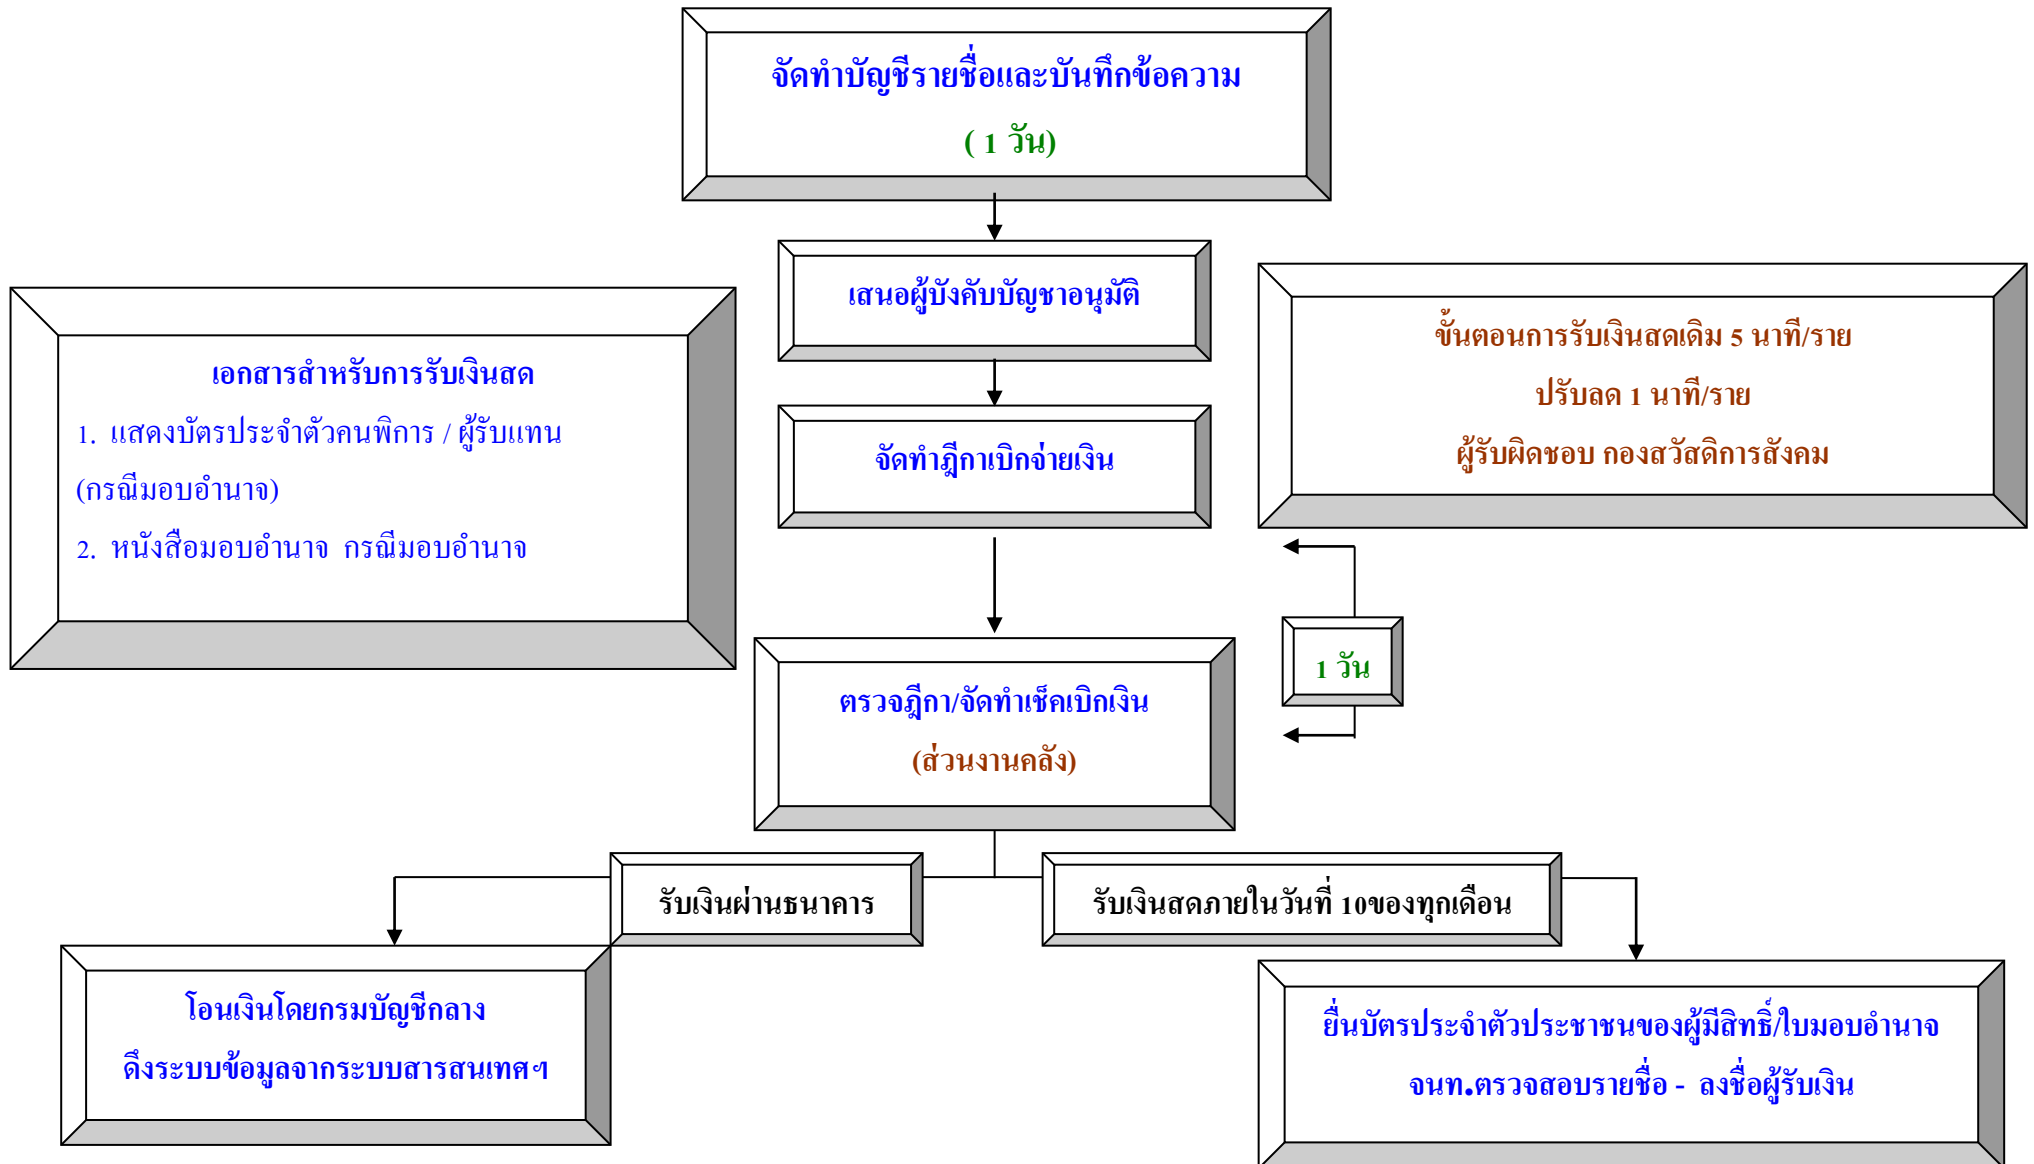 จัดทำบัญชีรายชื่อและบันทึกข้อความ
( 1 วัน)
เสนอผู้บังคับบัญชาอนุมัติ
เอกสารสำหรับการรับเงินสด
1. แสดงบัตรประจำตัวคนพิการ / ผู้รับแทน
(กรณีมอบอำนาจ)
2. หนังสือมอบอำนาจ กรณีมอบอำนาจ
ขั้นตอนการรับเงินสดเดิม 5 นาที/ราย
ปรับลด 1 นาที/ราย
ผู้รับผิดชอบ กองสวัสดิการสังคม
จัดทำฎีกาเบิกจ่ายเงิน
1 วัน
ตรวจฎีกา/จัดทำเช็คเบิกเงิน
(ส่วนงานคลัง)
รับเงินผ่านธนาคาร
รับเงินสดภายในวันที่ 10ของทุกเดือน
โอนเงินโดยกรมบัญชีกลาง
ดึงระบบข้อมูลจากระบบสารสนเทศฯ
ยื่นบัตรประจำตัวประชาชนของผู้มีสิทธิ์/ใบมอบอำนาจ
จนท.ตรวจสอบรายชื่อ - ลงชื่อผู้รับเงิน